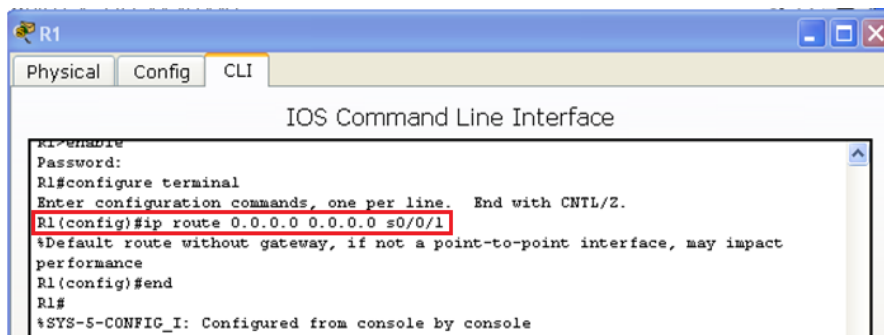 R1
Physical Config CLI
IOS Command Line Interface
R1>enable
Password:
R1#configure terminal
Enter configuration commands, one per line.  End with CNTL/Z.
R1(config)#ip route 0.0.0.0 0.0.0.0 s0/0/1
%Default route without gateway, if not a point-to-point interface, may impact
performance
R1(config)#end
R1#
%SYS-5-CONFIG_I: Configured from console by console